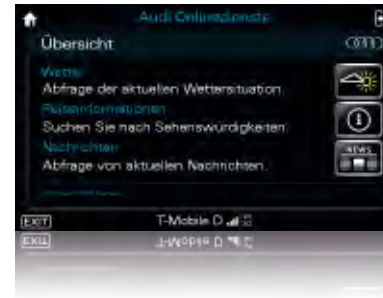 Audi Onlinedienste
Übersicht
Wetter
Abfrage der aktuellen Wettersituation.
Reiseinformationen
Suchen Sie nach Sehenswürdigkeiten.
Nachrichten
Abfrage von aktuellen Nachrichten.
NEWS
EXIT
T-Mobile D